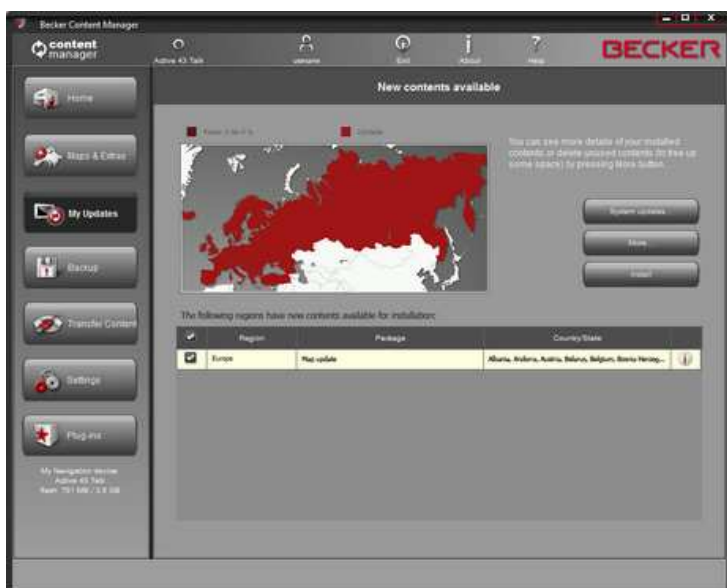 Becker Content Manager
content
manager
Active 43 Talk
username
Exit
About
Help
BECKER
New contents available
Home
Maps & Extras
My Updates
Backup
Transfer Content
Settings
Plug-ins
My Navigation device:
Active 43 Talk
Update
You can see more details of your installed
contents, or delete unused contents (to free up
some space) by pressing More button...
System updates
More
Install
The following regions have new contents available for installation:
Region
Package
Country/State
Europe
Map update
Albania, Andorra, Austria, Belarus, Belgium, Bosnia Herzeg...